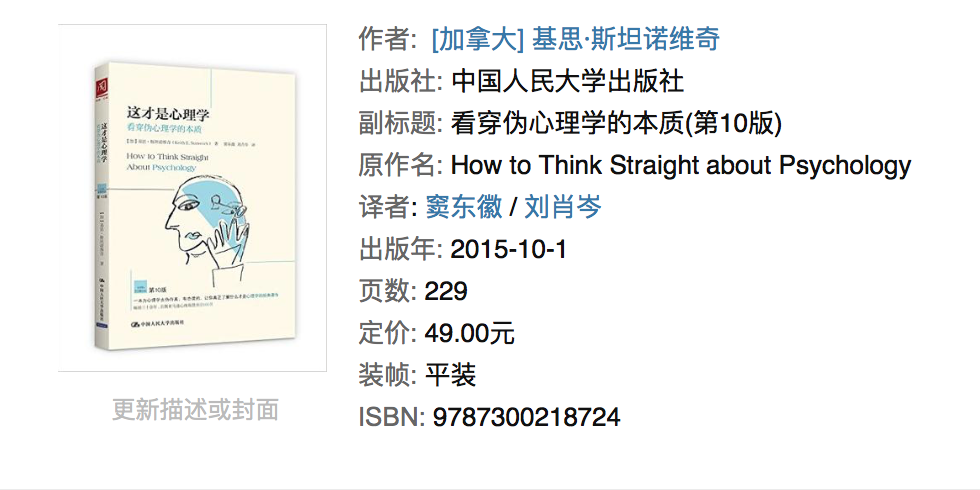 这才是心理学
看穿伪心理学的本质
How to Think Straight
About Psychology
这才是心理学
第10版
中国人民大学出版社
更新描述或封面
作者: [加拿大] 基思·斯坦诺维奇
出版社: 中国人民大学出版社
副标题: 看穿伪心理学的本质(第10版)
原作名: How to Think Straight about Psychology
译者: 窦东徽 / 刘肖岑
出版年: 2015-10-1
页数: 229
定价: 49.00元
装帧: 平装
ISBN: 9787300218724